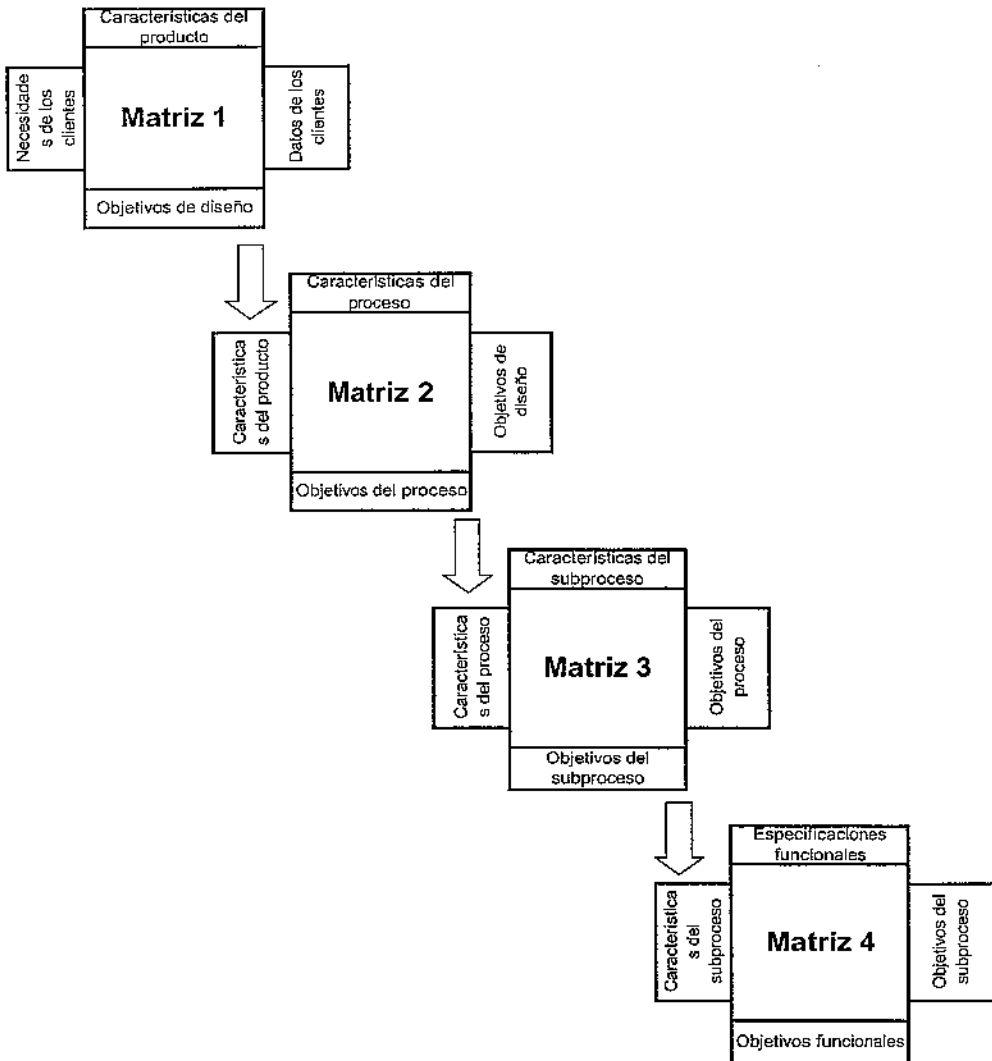 Características del
producto
Necesidade
s de los
clientes
Matriz 1
Datos de los
clientes
Objetivos de diseño
Características del
proceso
Característica
s del producto
Matriz 2
Objetivos de
diseño
Objetivos del proceso
Características del
subproceso
Característica
s del proceso
Matriz 3
Objetivos del
proceso
Objetivos del
subproceso
Especificaciones
funcionales
Característica
s del
subproceso
Matriz 4
Objetivos del
subproceso
Objetivos funcionales